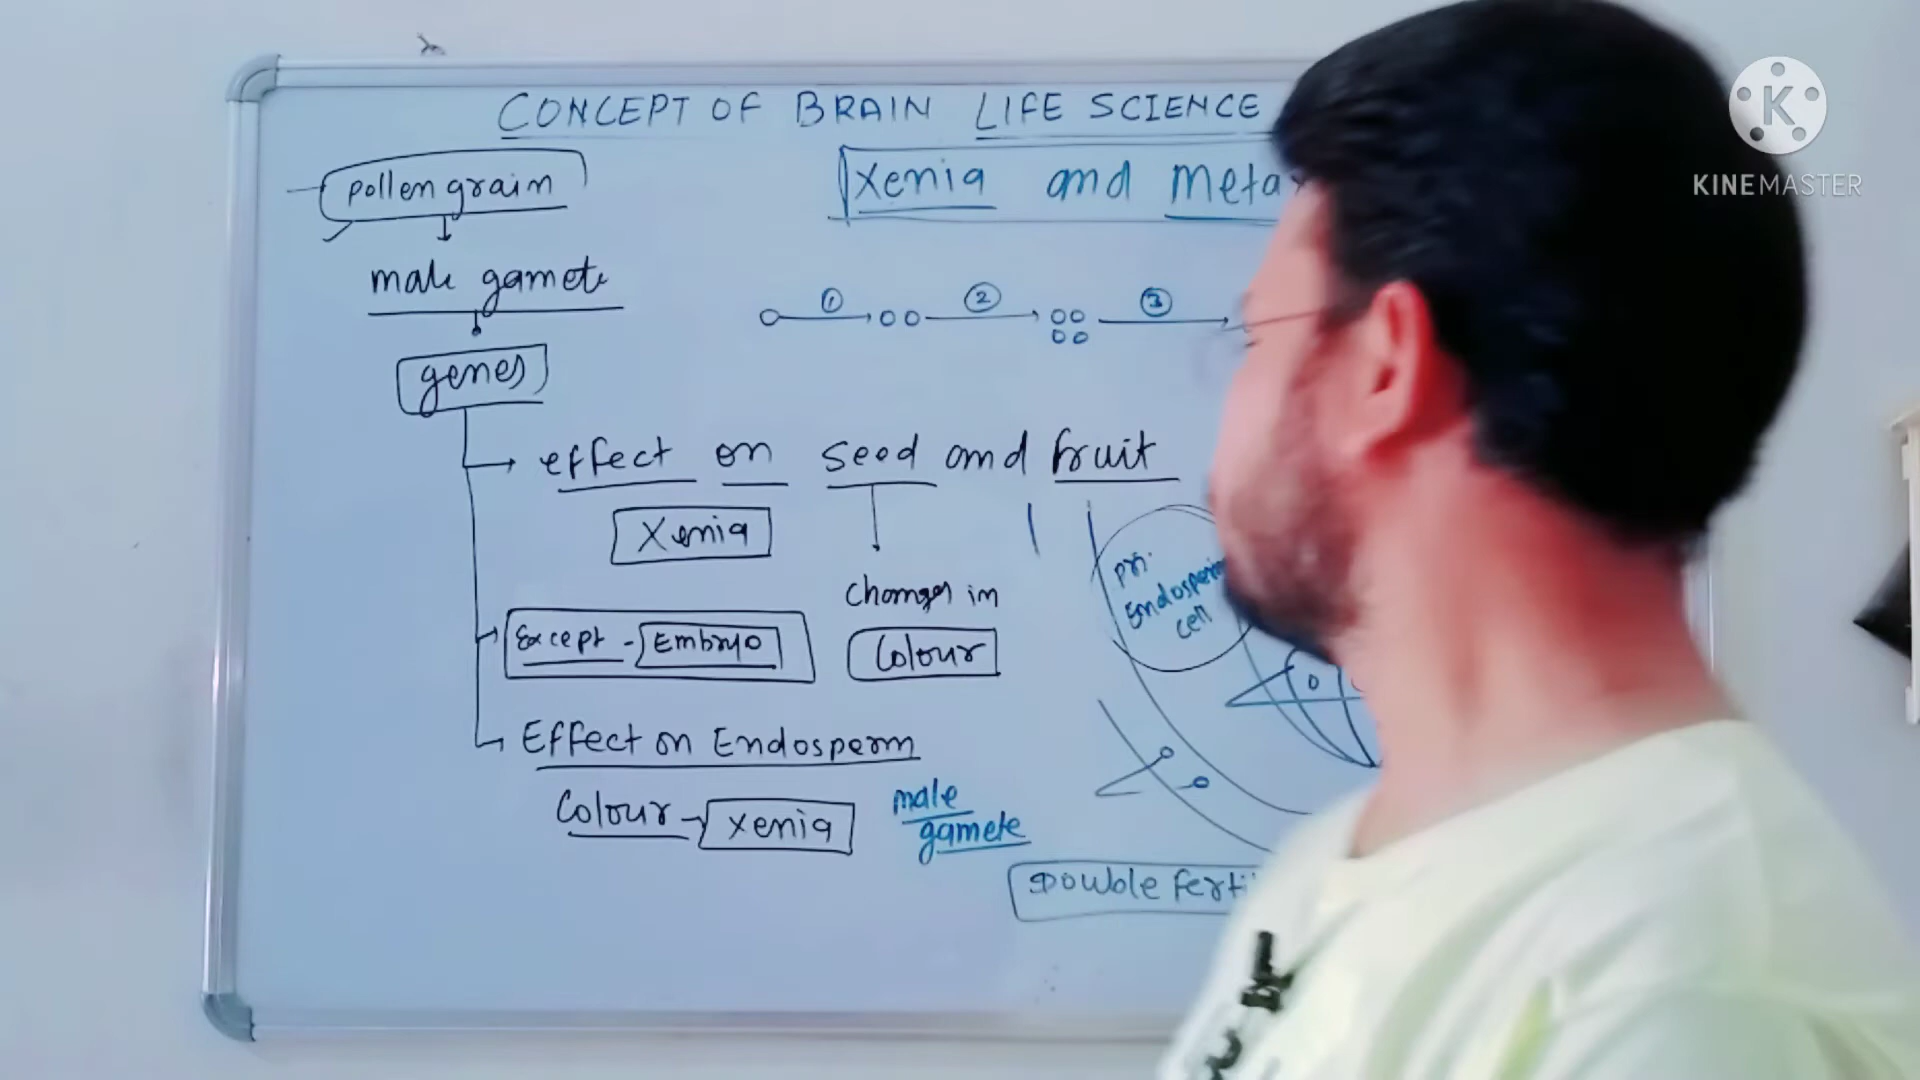 CONCEPT OF BRAIN LIFE SCIENCE
Xenia and Meta
pollen grain
male gamete
genes
① ② ③
effect on seed and fruit
Xenia
changes in
Colour
Except - Embryo
Effect on Endosperm
Colour - Xenia
male
gamete
pri.
Endosperm
cell
Double Ferti
K
KINEMASTER